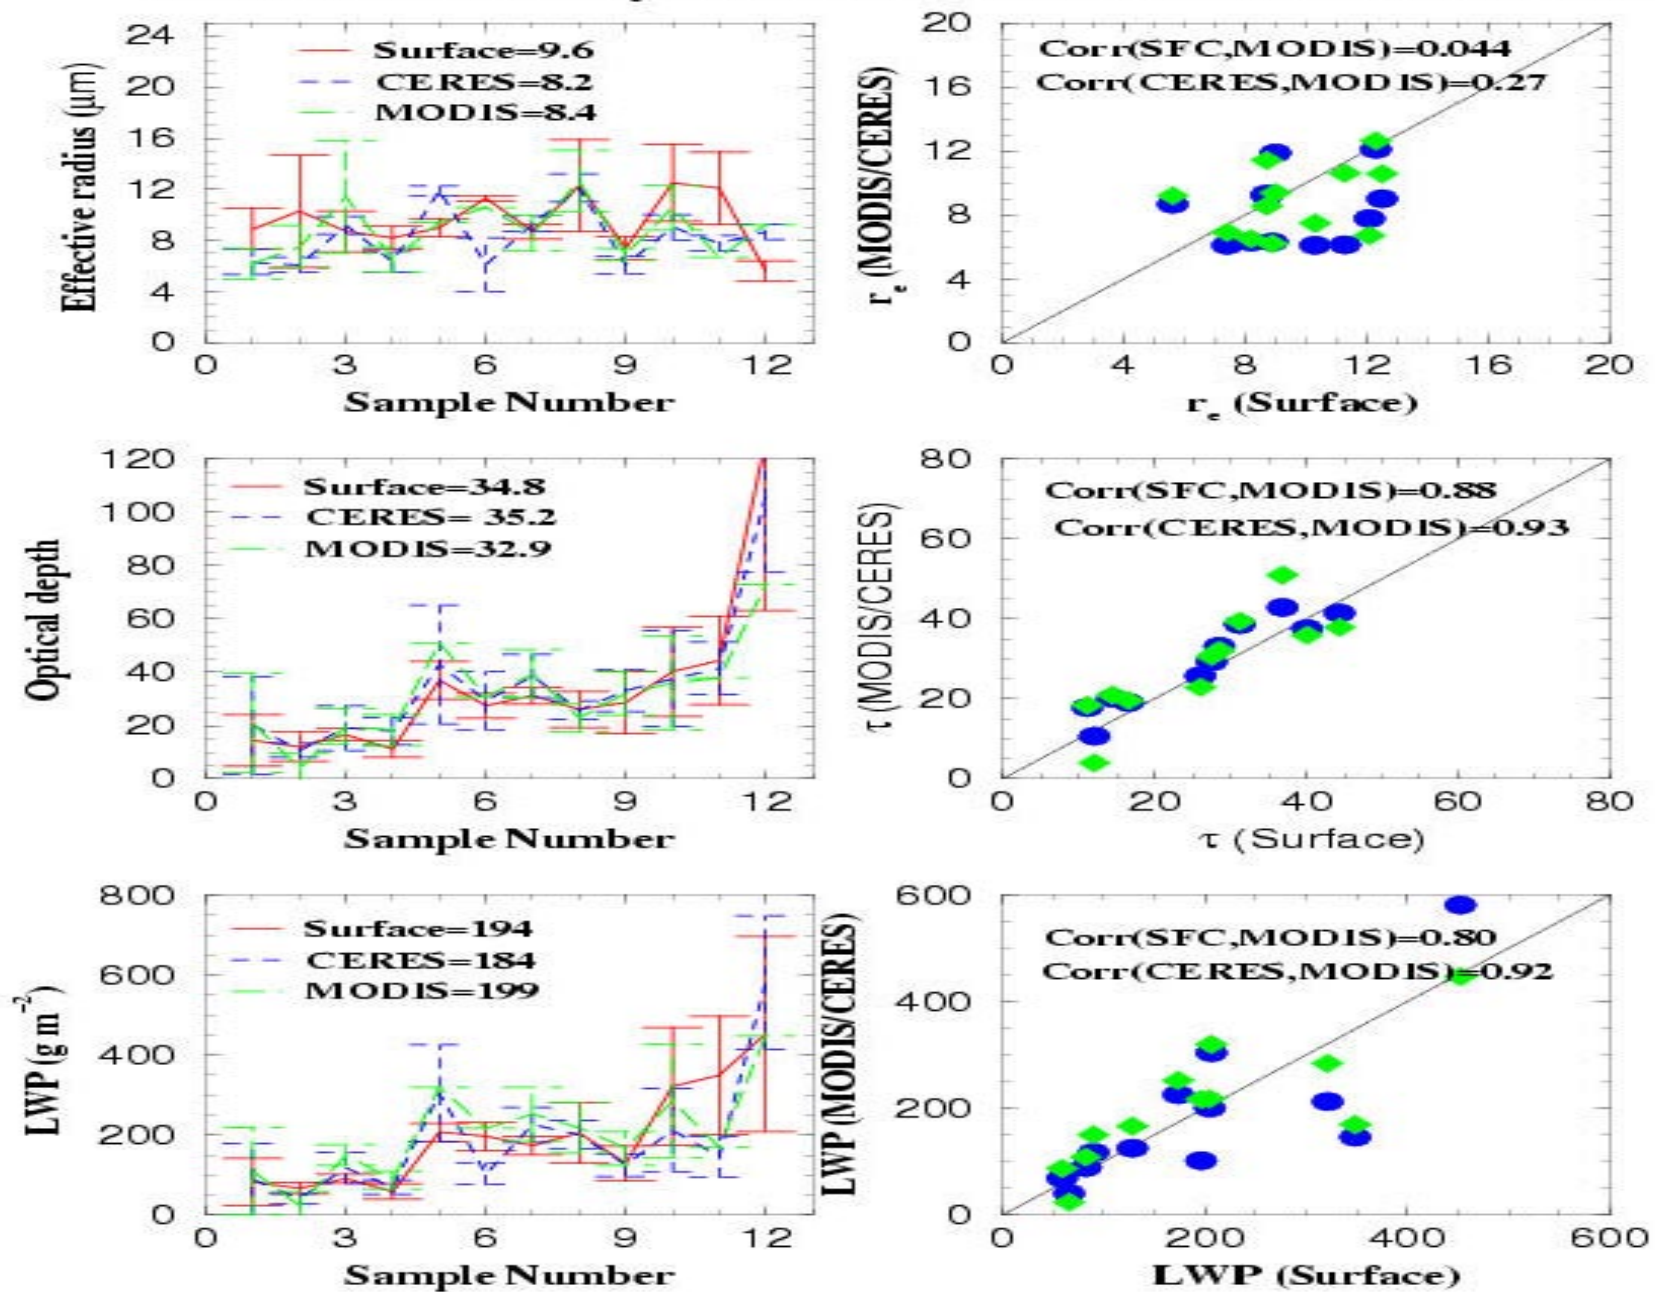 24
20
16
12
8
4
0
Effective radius (µm)
Surface=9.6
CERES=8.2
MODIS=8.4
0 3 6 9 12
Sample Number
20
16
12
8
4
0
r_e (MODIS/CERES)
Corr(SFC,MODIS)=0.044
Corr(CERES,MODIS)=0.27
0 4 8 12 16 20
r_e (Surface)
120
100
80
60
40
20
0
Optical depth
Surface=34.8
CERES= 35.2
MODIS=32.9
0 3 6 9 12
Sample Number
80
60
40
20
0
τ (MODIS/CERES)
Corr(SFC,MODIS)=0.88
Corr(CERES,MODIS)=0.93
0 20 40 60 80
τ (Surface)
800
600
400
200
0
LWP (g m⁻²)
Surface=194
CERES=184
MODIS=199
0 3 6 9 12
Sample Number
600
400
200
0
LWP (MODIS/CERES)
Corr(SFC,MODIS)=0.80
Corr(CERES,MODIS)=0.92
0 200 400 600
LWP (Surface)